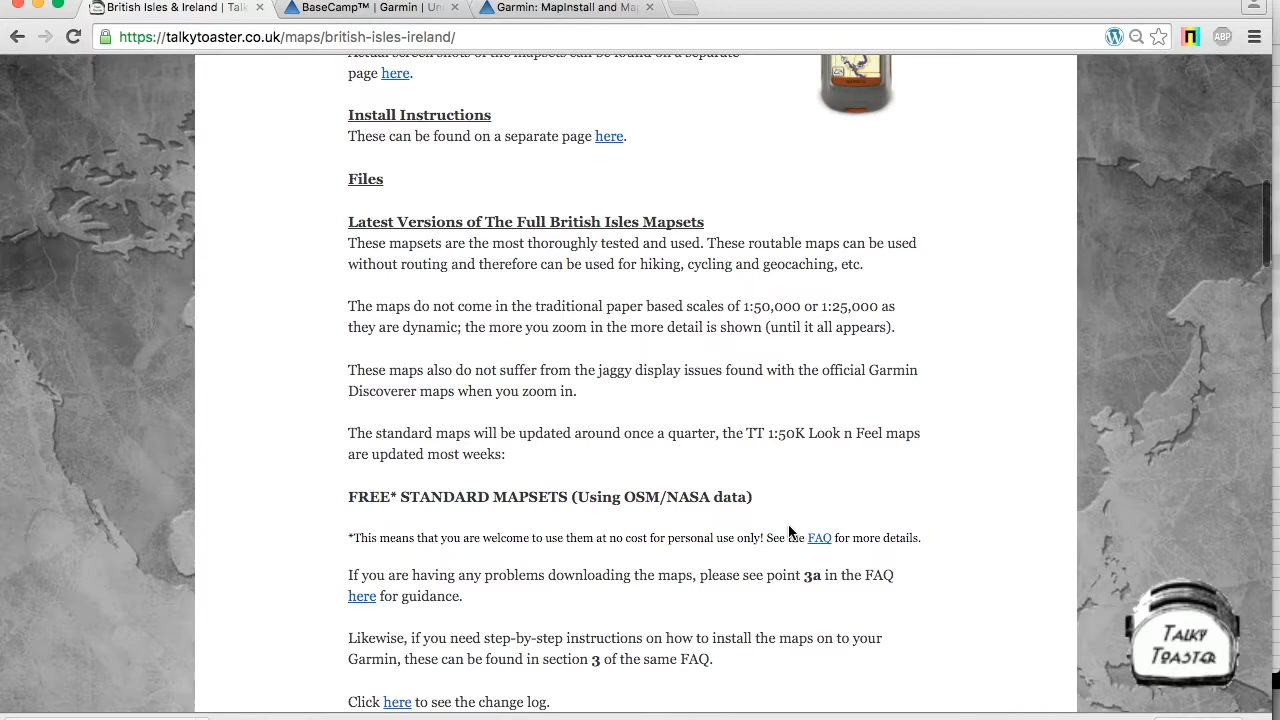 British Isles & Ireland | Talk
BaseCamp™ | Garmin | Un
Garmin: MapInstall and Ma
https://talkytoaster.co.uk/maps/british-isles-ireland/
ABP
page here.
Install Instructions
These can be found on a separate page here.
Files
Latest Versions of The Full British Isles Mapsets
These mapsets are the most thoroughly tested and used. These routable maps can be used
without routing and therefore can be used for hiking, cycling and geocaching, etc.
The maps do not come in the traditional paper based scales of 1:50,000 or 1:25,000 as
they are dynamic; the more you zoom in the more detail is shown (until it all appears).
These maps also do not suffer from the jaggy display issues found with the official Garmin
Discoverer maps when you zoom in.
The standard maps will be updated around once a quarter, the TT 1:50K Look n Feel maps
are updated most weeks:
FREE* STANDARD MAPSETS (Using OSM/NASA data)
*This means that you are welcome to use them at no cost for personal use only! See the FAQ for more details.
If you are having any problems downloading the maps, please see point 3a in the FAQ
here for guidance.
Likewise, if you need step-by-step instructions on how to install the maps on to your
Garmin, these can be found in section 3 of the same FAQ.
Click here to see the change log.
TALKY
TOASTER